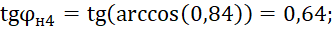 tgφн4 = tg(arccos(0,84)) = 0,64;